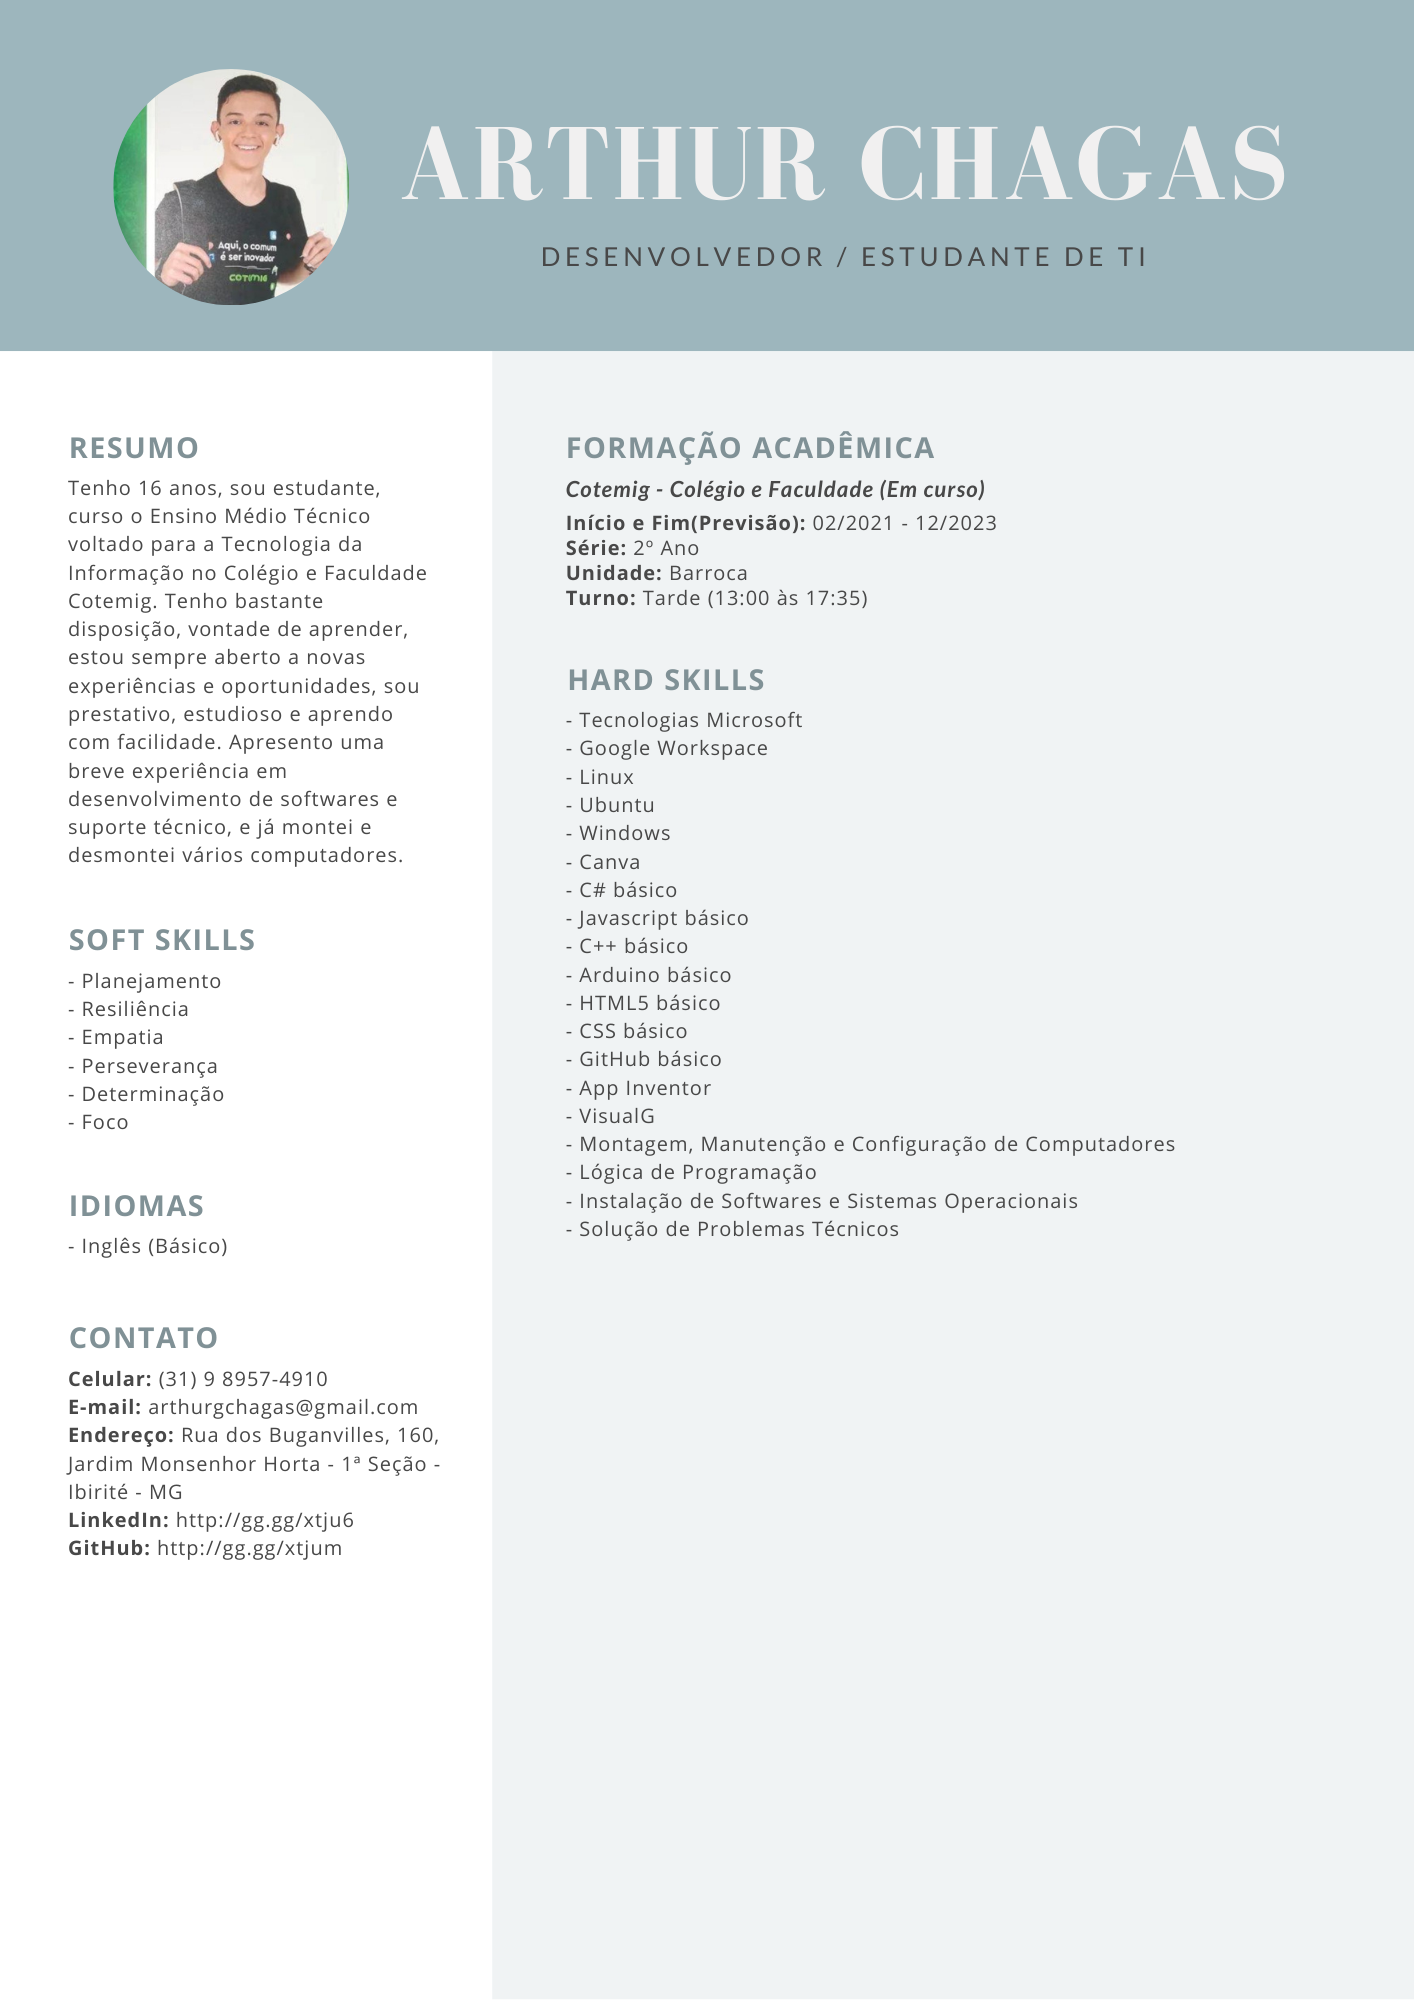 ARTHUR CHAGAS
DESENVOLVEDOR / ESTUDANTE DE TI
Aqui, o comum
é ser inovador
COTEMIG
RESUMO
Tenho 16 anos, sou estudante,
curso o Ensino Médio Técnico
voltado para a Tecnologia da
Informação no Colégio e Faculdade
Cotemig. Tenho bastante
disposição, vontade de aprender,
estou sempre aberto a novas
experiências e oportunidades, sou
prestativo, estudioso e aprendo
com facilidade. Apresento uma
breve experiência em
desenvolvimento de softwares e
suporte técnico, e já montei e
desmontei vários computadores.
SOFT SKILLS
- Planejamento
- Resiliência
- Empatia
- Perseverança
- Determinação
- Foco
IDIOMAS
- Inglês (Básico)
CONTATO
Celular: (31) 9 8957-4910
E-mail: arthurgchagas@gmail.com
Endereço: Rua dos Buganvilles, 160,
Jardim Monsenhor Horta - 1ª Seção -
Ibirité - MG
LinkedIn: http://gg.gg/xtju6
GitHub: http://gg.gg/xtjum
FORMAÇÃO ACADÊMICA
Cotemig - Colégio e Faculdade (Em curso)
Início e Fim(Previsão): 02/2021 - 12/2023
Série: 2º Ano
Unidade: Barroca
Turno: Tarde (13:00 às 17:35)
HARD SKILLS
- Tecnologias Microsoft
- Google Workspace
- Linux
- Ubuntu
- Windows
- Canva
- C# básico
- Javascript básico
- C++ básico
- Arduino básico
- HTML5 básico
- CSS básico
- GitHub básico
- App Inventor
- VisualG
- Montagem, Manutenção e Configuração de Computadores
- Lógica de Programação
- Instalação de Softwares e Sistemas Operacionais
- Solução de Problemas Técnicos